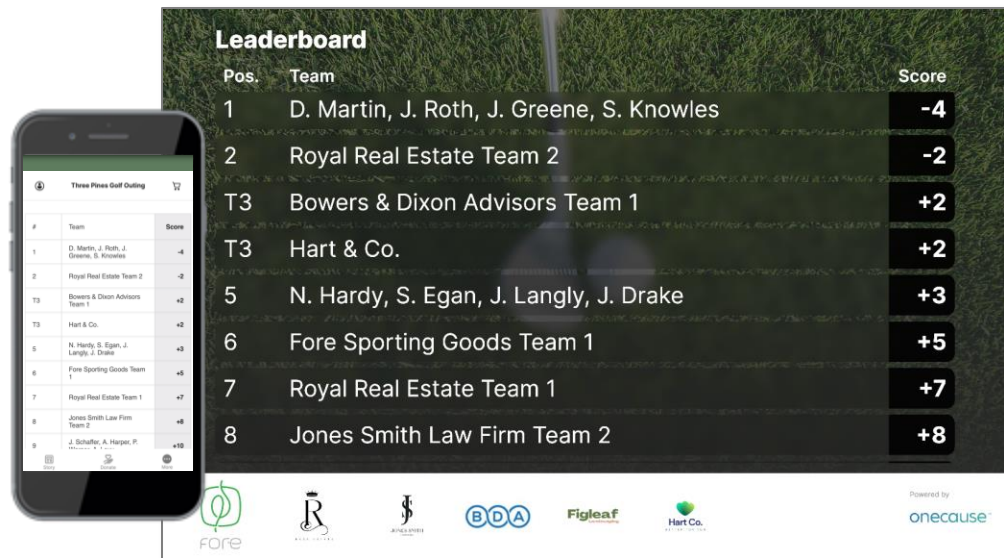 Leaderboard
Pos. Team Score
1 D. Martin, J. Roth, J. Greene, S. Knowles -4
2 Royal Real Estate Team 2 -2
T3 Bowers & Dixon Advisors Team 1 +2
T3 Hart & Co. +2
5 N. Hardy, S. Egan, J. Langly, J. Drake +3
6 Fore Sporting Goods Team 1 +5
7 Royal Real Estate Team 1 +7
8 Jones Smith Law Firm Team 2 +8
Three Pines Golf Outing
# Team Score
1 D. Martin, J. Roth, J. -4
Greene, S. Knowles
2 Royal Real Estate Team 2 -2
T3 Bowers & Dixon Advisors +2
Team 1
T3 Hart & Co. +2
5 N. Hardy, S. Egan, J. +3
Langly, J. Drake
6 Fore Sporting Goods Team +5
1
7 Royal Real Estate Team 1 +7
8 Jones Smith Law Firm +8
Team 2
9 J. Schaffer, A. Harper, P. +10
Story Donate More
FORE
R
JS
JONES SMITH
BDA
Figleaf
Hart Co.
Powered by
onecause